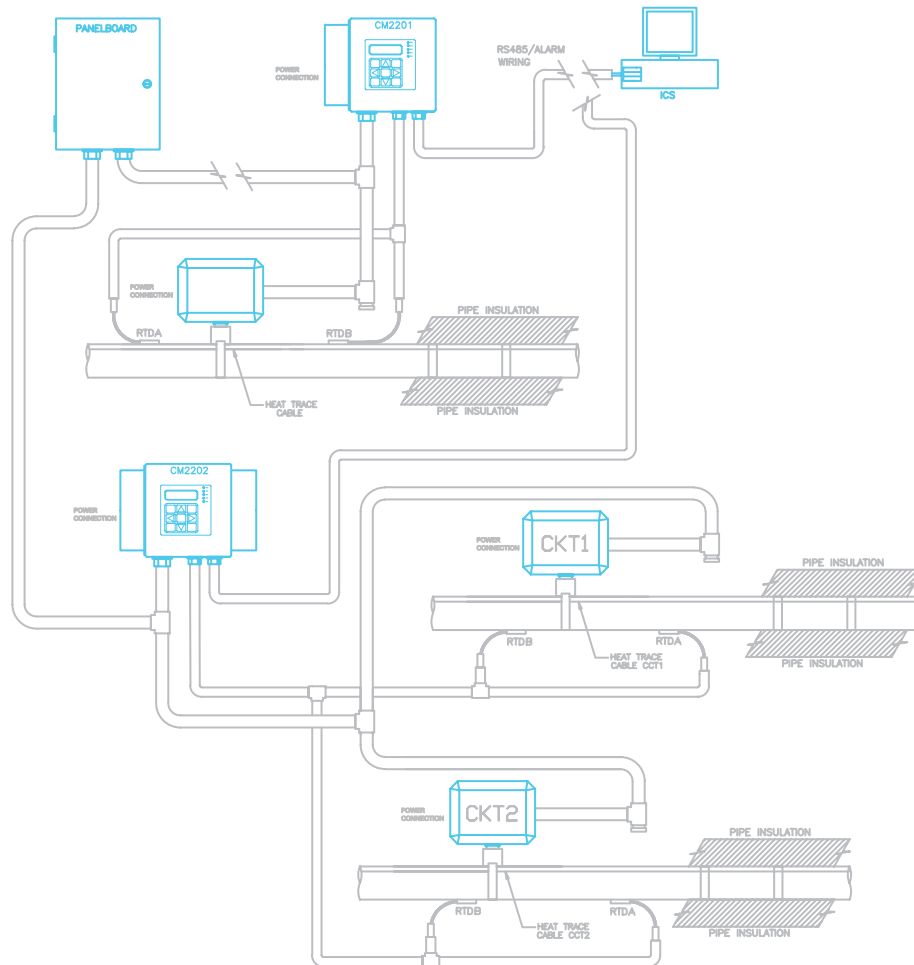 PANELBOARD
CM2201
POWER
CONNECTION
RS485/ALARM
WIRING
ICS
POWER
CONNECTION
PIPE INSULATION
RTDA
RTDB
HEAT TRACE
CABLE
PIPE INSULATION
CM2202
POWER
CONNECTION
POWER
CONNECTION
CKT1
PIPE INSULATION
RTDB
RTDA
HEAT TRACE
CABLE CCT1
PIPE INSULATION
POWER
CONNECTION
CKT2
PIPE INSULATION
RTDB
RTDA
HEAT TRACE
CABLE CCT2
PIPE INSULATION